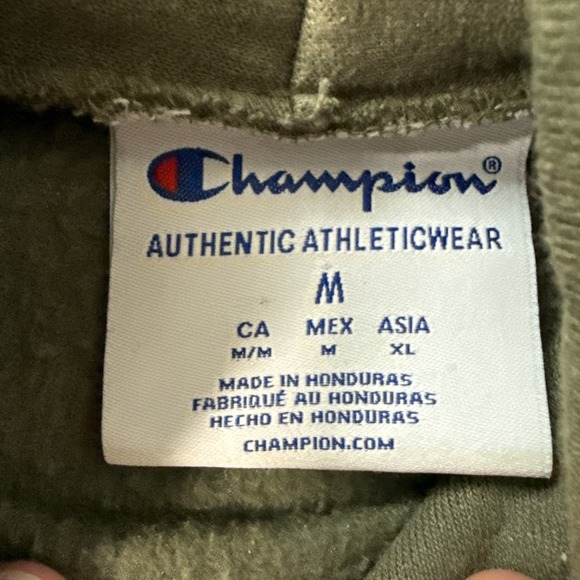 Champion®
AUTHENTIC ATHLETICWEAR
M
CA MEX ASIA
M/M M XL
MADE IN HONDURAS
FABRIQUÉ AU HONDURAS
HECHO EN HONDURAS
CHAMPION.COM